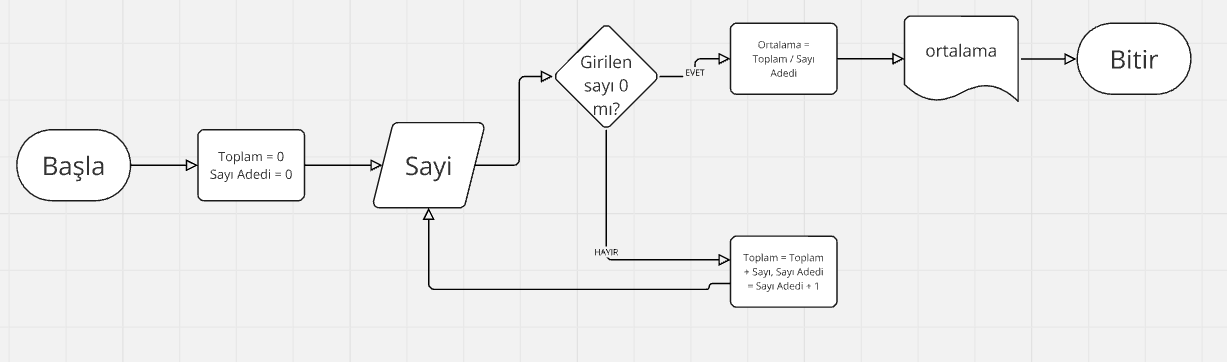 Başla
Toplam = 0
Sayı Adedi = 0
Sayi
Girilen
sayı 0
mı?
EVET
Ortalama =
Toplam / Sayı
Adedi
ortalama
Bitir
HAYIR
Toplam = Toplam
+ Sayı, Sayı Adedi
= Sayı Adedi + 1